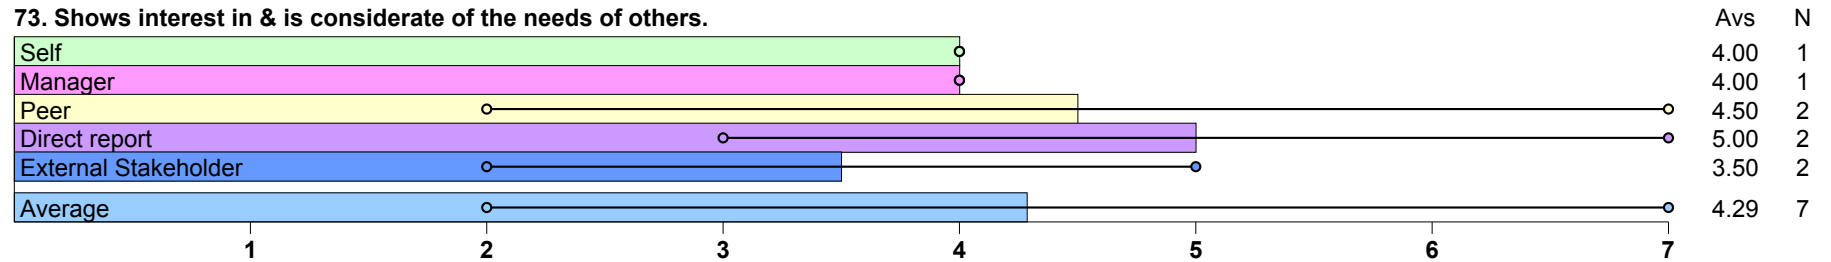 73. Shows interest in & is considerate of the needs of others. Avs N
Self 4.00 1
Manager 4.00 1
Peer 4.50 2
Direct report 5.00 2
External Stakeholder 3.50 2
Average 4.29 7
1 2 3 4 5 6 7